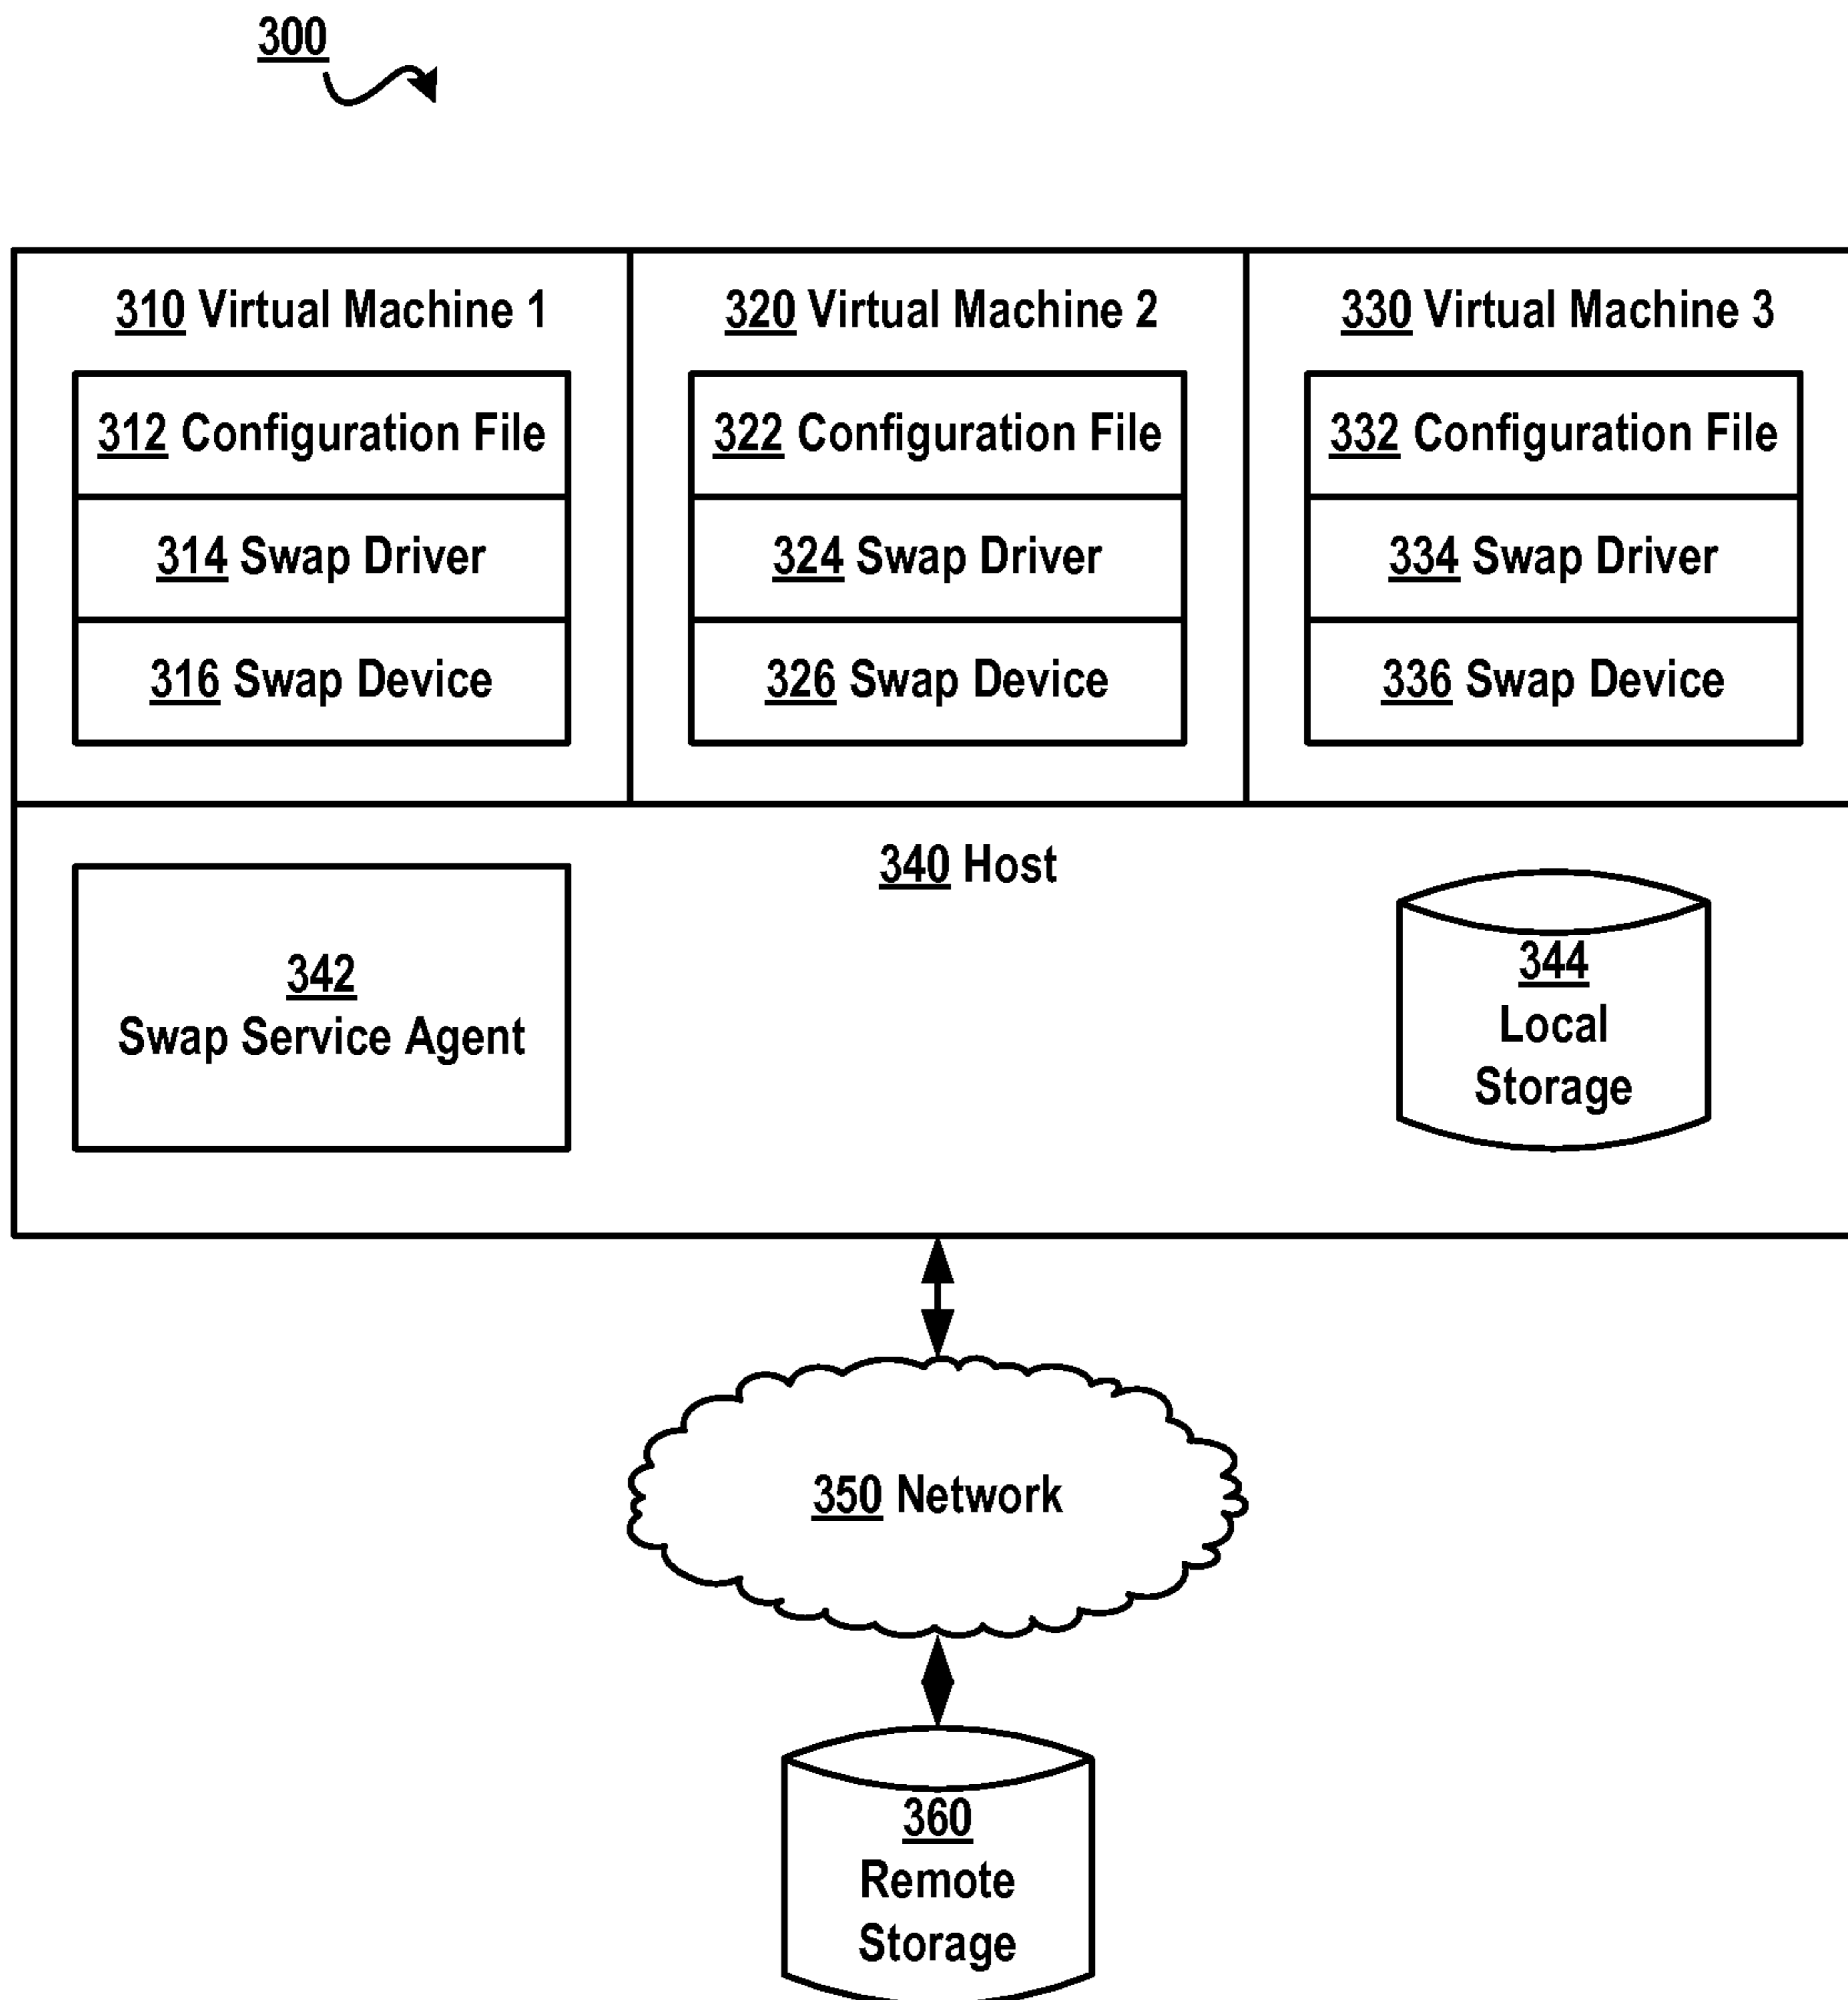 300
310 Virtual Machine 1
320 Virtual Machine 2
330 Virtual Machine 3
312 Configuration File
322 Configuration File
332 Configuration File
314 Swap Driver
324 Swap Driver
334 Swap Driver
316 Swap Device
326 Swap Device
336 Swap Device
340 Host
342
Swap Service Agent
344
Local
Storage
350 Network
360
Remote
Storage